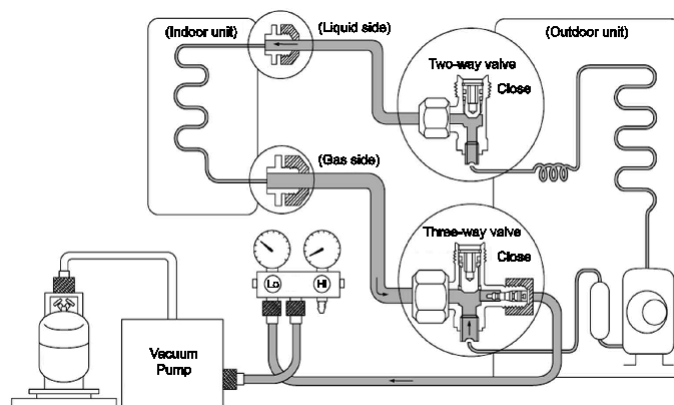 (Indoor unit)
(Liquid side)
(Outdoor unit)
Two-way valve
Close
(Gas side)
Three-way valve
Close
Lo
HI
Vacuum
Pump